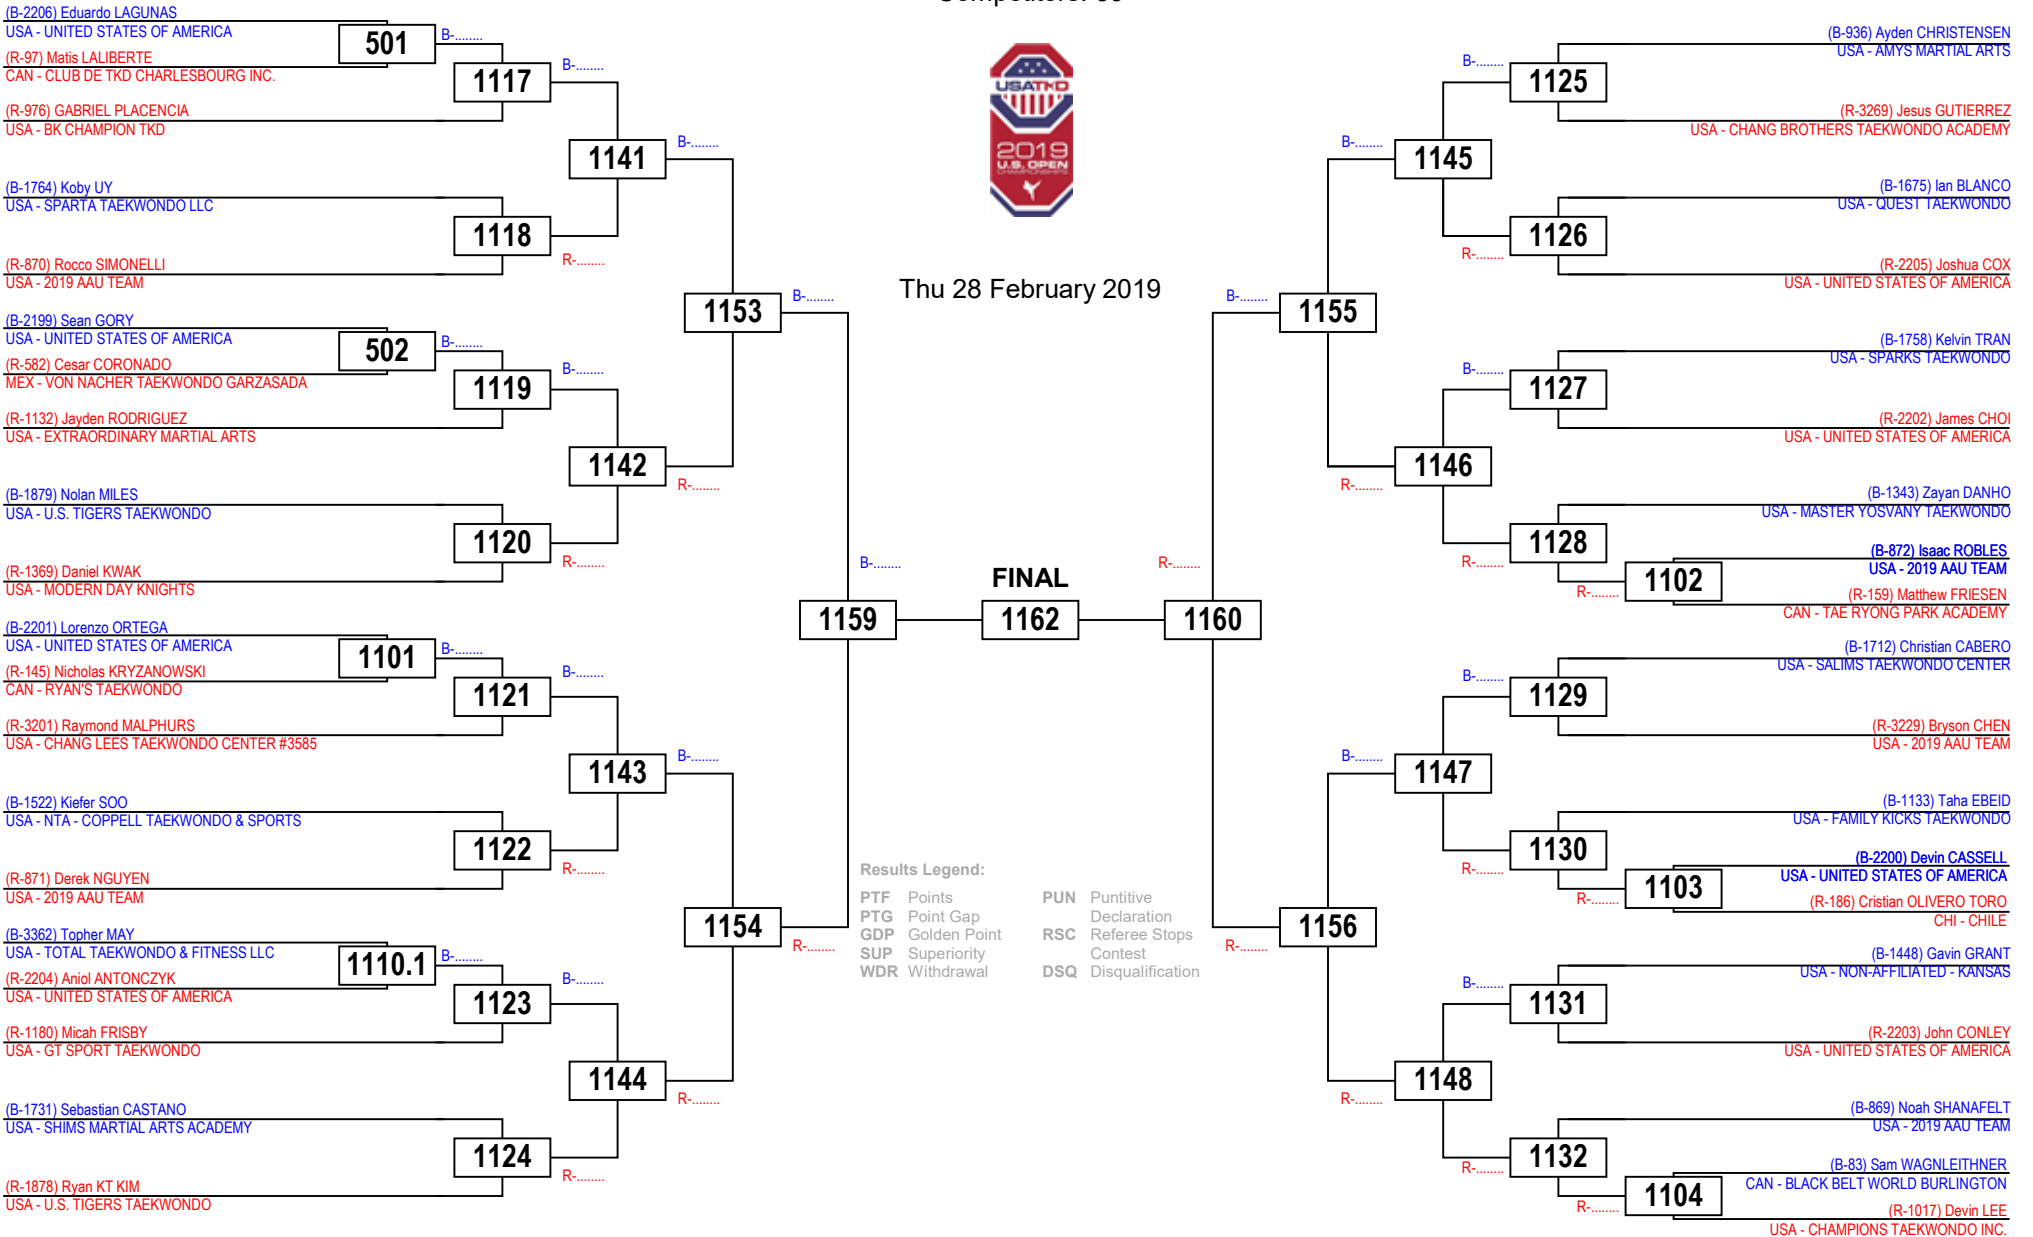 (B-2206) Eduardo LAGUNAS
USA - UNITED STATES OF AMERICA
501
B-........
(R-97) Matis LALIBERTE
CAN - CLUB DE TKD CHARLESBOURG INC.
1117
B-........
(R-976) GABRIEL PLACENCIA
USA - BK CHAMPION TKD
1141
B-........
(B-1764) Koby UY
USA - SPARTA TAEKWONDO LLC
1118
R-........
(R-870) Rocco SIMONELLI
USA - 2019 AAU TEAM
1153
B-........
(B-2199) Sean GORY
USA - UNITED STATES OF AMERICA
502
B-........
(R-582) Cesar CORONADO
MEX - VON NACHER TAEKWONDO GARZASADA
1119
B-........
(R-1132) Jayden RODRIGUEZ
USA - EXTRAORDINARY MARTIAL ARTS
1142
R-........
(B-1879) Nolan MILES
USA - U.S. TIGERS TAEKWONDO
1120
R-........
(R-1369) Daniel KWAK
USA - MODERN DAY KNIGHTS
1159
B-........
(B-2201) Lorenzo ORTEGA
USA - UNITED STATES OF AMERICA
1101
B-........
(R-145) Nicholas KRYZANOWSKI
CAN - RYAN'S TAEKWONDO
1121
B-........
(R-3201) Raymond MALPHURS
USA - CHANG LEES TAEKWONDO CENTER #3585
1143
B-........
(B-1522) Kiefer SOO
USA - NTA - COPPELL TAEKWONDO & SPORTS
1122
R-........
(R-871) Derek NGUYEN
USA - 2019 AAU TEAM
1154
R-........
(B-3362) Topher MAY
USA - TOTAL TAEKWONDO & FITNESS LLC
1110.1
B-........
(R-2204) Aniol ANTONCZYK
USA - UNITED STATES OF AMERICA
1123
B-........
(R-1180) Micah FRISBY
USA - GT SPORT TAEKWONDO
1144
R-........
(B-1731) Sebastian CASTANO
USA - SHIMS MARTIAL ARTS ACADEMY
1124
R-........
(R-1878) Ryan KT KIM
USA - U.S. TIGERS TAEKWONDO
USATKD
2019
U.S. OPEN
CHAMPIONSHIPS
Thu 28 February 2019
FINAL
1162
Results Legend:
PTF Points
PTG Point Gap
GDP Golden Point
SUP Superiority
WDR Withdrawal
PUN Puntitive
Declaration
RSC Referee Stops
Contest
DSQ Disqualification
(B-936) Ayden CHRISTENSEN
USA - AMYS MARTIAL ARTS
B-........
1125
(R-3269) Jesus GUTIERREZ
USA - CHANG BROTHERS TAEKWONDO ACADEMY
B-........
1145
(B-1675) Ian BLANCO
USA - QUEST TAEKWONDO
1126
R-........
(R-2205) Joshua COX
USA - UNITED STATES OF AMERICA
B-........
1155
(B-1758) Kelvin TRAN
USA - SPARKS TAEKWONDO
B-........
1127
(R-2202) James CHOI
USA - UNITED STATES OF AMERICA
1146
R-........
(B-1343) Zayan DANHO
USA - MASTER YOSVANY TAEKWONDO
1128
R-........
(B-872) Isaac ROBLES
USA - 2019 AAU TEAM
1102
R-........
(R-159) Matthew FRIESEN
CAN - TAE RYONG PARK ACADEMY
R-........
1160
(B-1712) Christian CABERO
USA - SALIMS TAEKWONDO CENTER
B-........
1129
(R-3229) Bryson CHEN
USA - 2019 AAU TEAM
B-........
1147
(B-1133) Taha EBEID
USA - FAMILY KICKS TAEKWONDO
1130
R-........
(B-2200) Devin CASSELL
USA - UNITED STATES OF AMERICA
1103
R-........
(R-186) Cristian OLIVERO TORO
CHI - CHILE
1156
R-........
(B-1448) Gavin GRANT
USA - NON-AFFILIATED - KANSAS
B-........
1131
(R-2203) John CONLEY
USA - UNITED STATES OF AMERICA
1148
R-........
(B-869) Noah SHANAFELT
USA - 2019 AAU TEAM
1132
R-........
(B-83) Sam WAGNLEITHNER
CAN - BLACK BELT WORLD BURLINGTON
1104
R-........
(R-1017) Devin LEE
USA - CHAMPIONS TAEKWONDO INC.